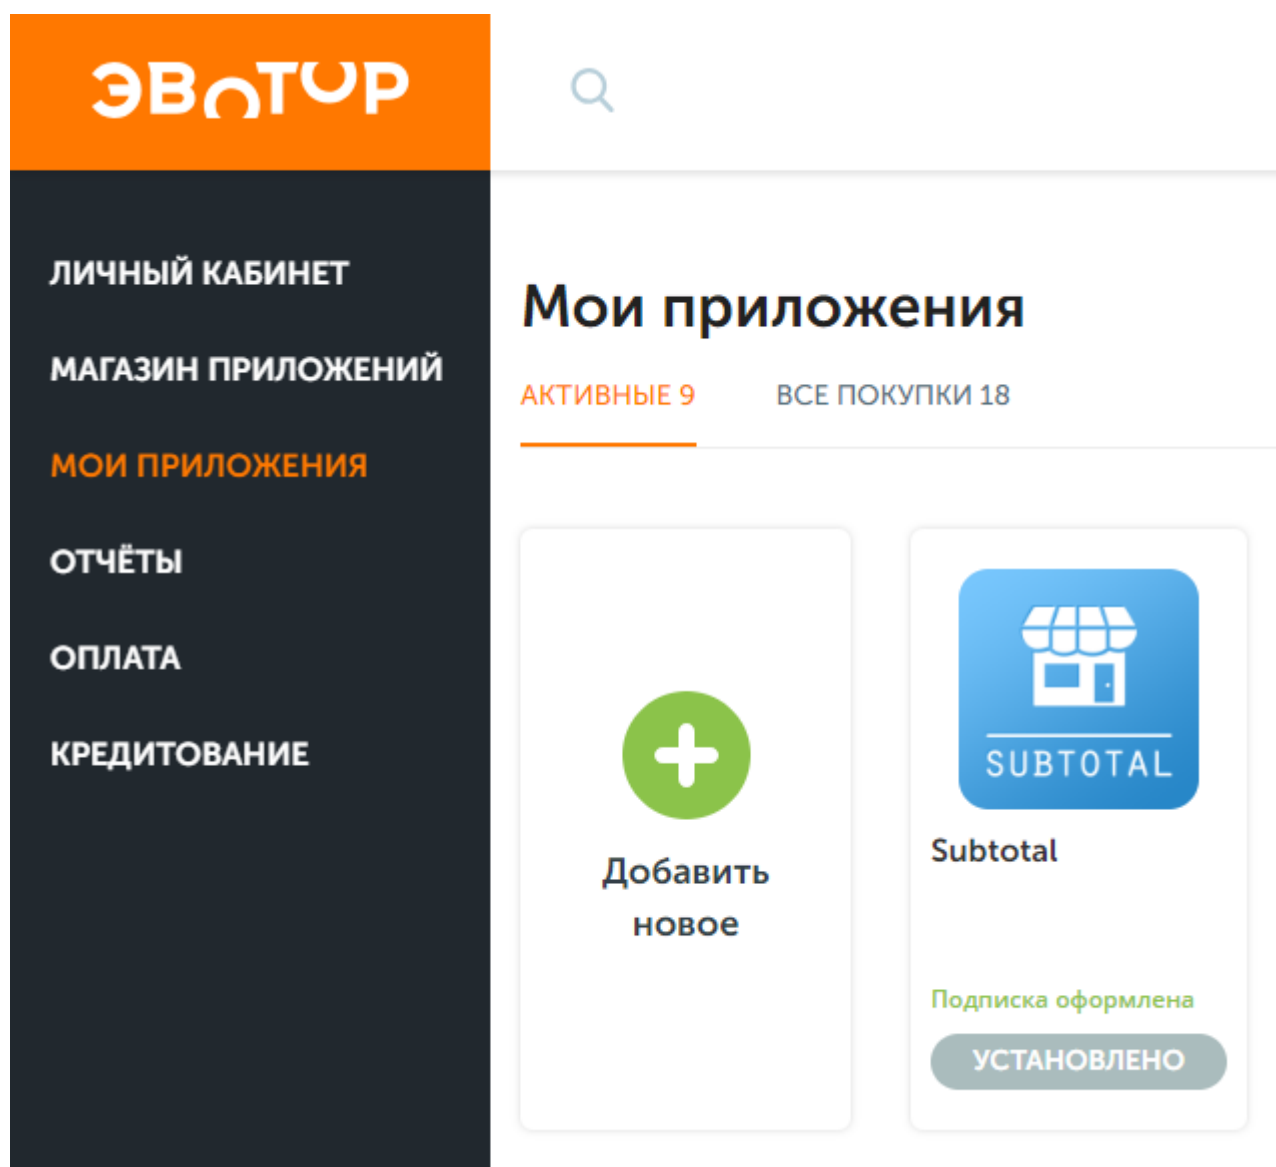 ЭВОТОР
ЛИЧНЫЙ КАБИНЕТ
МАГАЗИН ПРИЛОЖЕНИЙ
МОИ ПРИЛОЖЕНИЯ
ОТЧЁТЫ
ОПЛАТА
КРЕДИТОВАНИЕ
Мои приложения
АКТИВНЫЕ 9 ВСЕ ПОКУПКИ 18
Добавить
новое
SUBTOTAL
Subtotal
Подписка оформлена
УСТАНОВЛЕНО